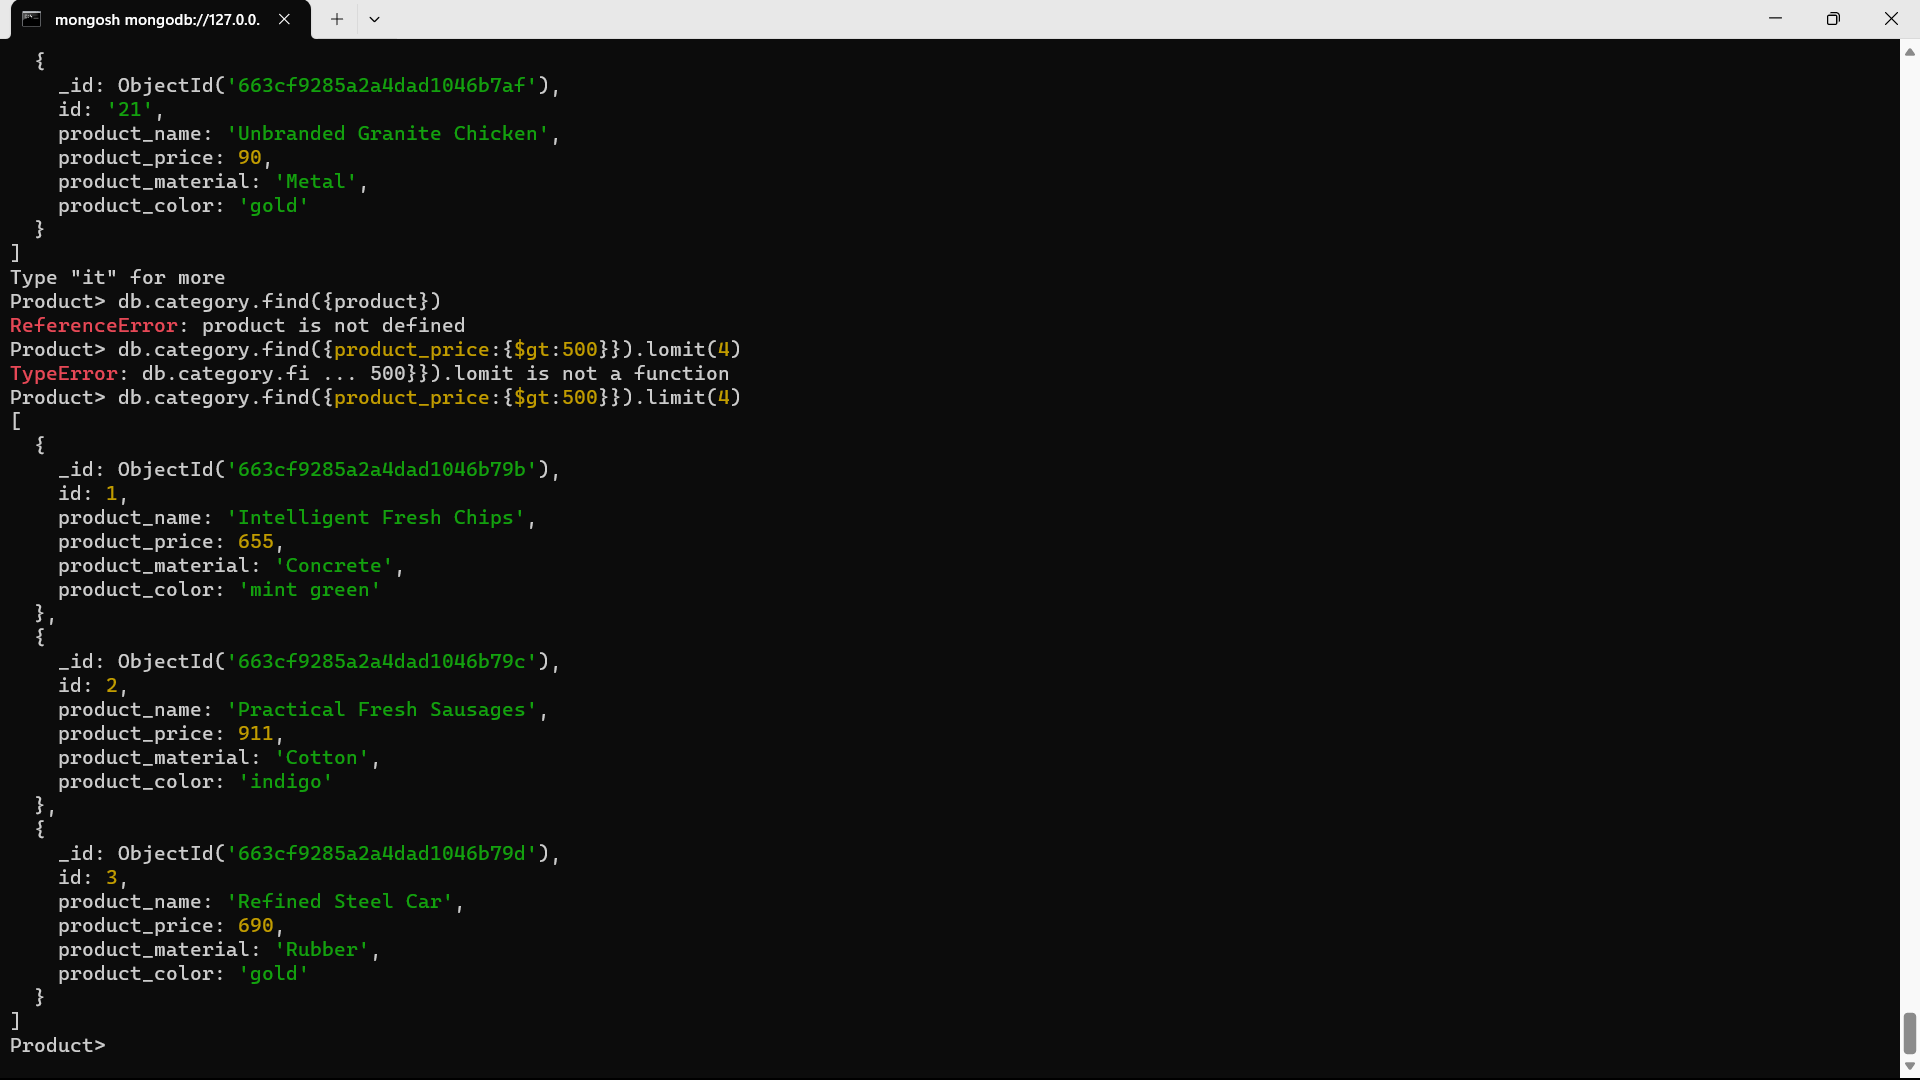 mongosh mongodb://127.0.0.
{
_id: ObjectId('663cf9285a2a4dad1046b7af'),
id: '21',
product_name: 'Unbranded Granite Chicken',
product_price: 90,
product_material: 'Metal',
product_color: 'gold'
}
]
Type "it" for more
Product> db.category.find({product})
ReferenceError: product is not defined
Product> db.category.find({product_price:{$gt:500}}).lomit(4)
TypeError: db.category.fi ... 500}}).lomit is not a function
Product> db.category.find({product_price:{$gt:500}}).limit(4)
[
{
_id: ObjectId('663cf9285a2a4dad1046b79b'),
id: 1,
product_name: 'Intelligent Fresh Chips',
product_price: 655,
product_material: 'Concrete',
product_color: 'mint green'
},
{
_id: ObjectId('663cf9285a2a4dad1046b79c'),
id: 2,
product_name: 'Practical Fresh Sausages',
product_price: 911,
product_material: 'Cotton',
product_color: 'indigo'
},
{
_id: ObjectId('663cf9285a2a4dad1046b79d'),
id: 3,
product_name: 'Refined Steel Car',
product_price: 690,
product_material: 'Rubber',
product_color: 'gold'
}
]
Product>